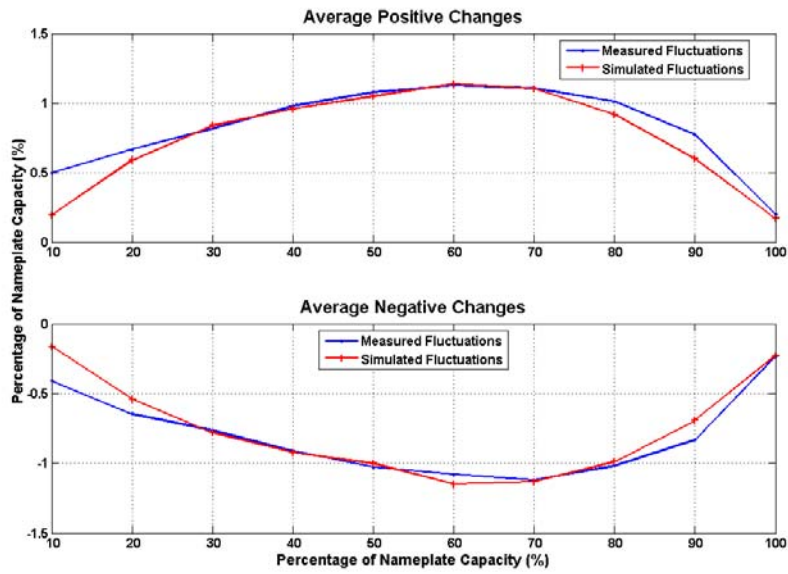 Average Positive Changes
1.5
1
0.5
0
Measured Fluctuations
Simulated Fluctuations
10 20 30 40 50 60 70 80 90 100
Percentage of Nameplate Capacity (%)
Average Negative Changes
0
-0.5
-1
-1.5
Measured Fluctuations
Simulated Fluctuations
10 20 30 40 50 60 70 80 90 100
Percentage of Nameplate Capacity (%)